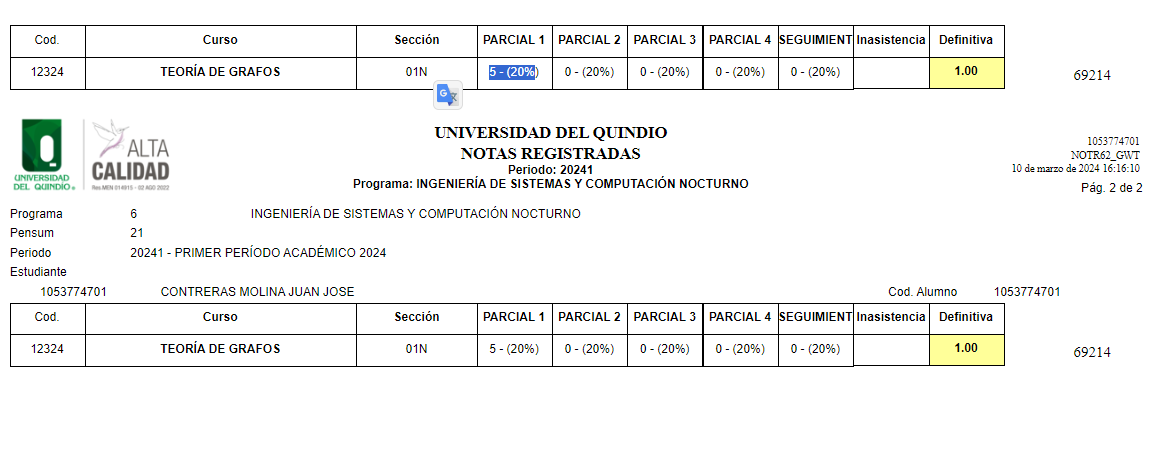 Cod. Curso Sección PARCIAL 1 PARCIAL 2 PARCIAL 3 PARCIAL 4 SEGUIMIENT Inasistencia Definitiva
12324 TEORÍA DE GRAFOS 01N 5 - (20%) 0 - (20%) 0 - (20%) 0 - (20%) 0 - (20%) 1.00 69214
G
UNIVERSIDAD DEL QUINDÍO
ALTA CALIDAD
Res.MEN 014915 - 02 AGO 2022
UNIVERSIDAD DEL QUINDIO
NOTAS REGISTRADAS
Periodo: 20241
Programa: INGENIERÍA DE SISTEMAS Y COMPUTACIÓN NOCTURNO
1053774701
NOTR62_GWT
10 de marzo de 2024 16:16:10
Pág. 2 de 2
Programa 6 INGENIERÍA DE SISTEMAS Y COMPUTACIÓN NOCTURNO
Pensum 21
Periodo 20241 - PRIMER PERÍODO ACADÉMICO 2024
Estudiante
1053774701 CONTRERAS MOLINA JUAN JOSE Cod. Alumno 1053774701
Cod. Curso Sección PARCIAL 1 PARCIAL 2 PARCIAL 3 PARCIAL 4 SEGUIMIENT Inasistencia Definitiva
12324 TEORÍA DE GRAFOS 01N 5 - (20%) 0 - (20%) 0 - (20%) 0 - (20%) 0 - (20%) 1.00 69214